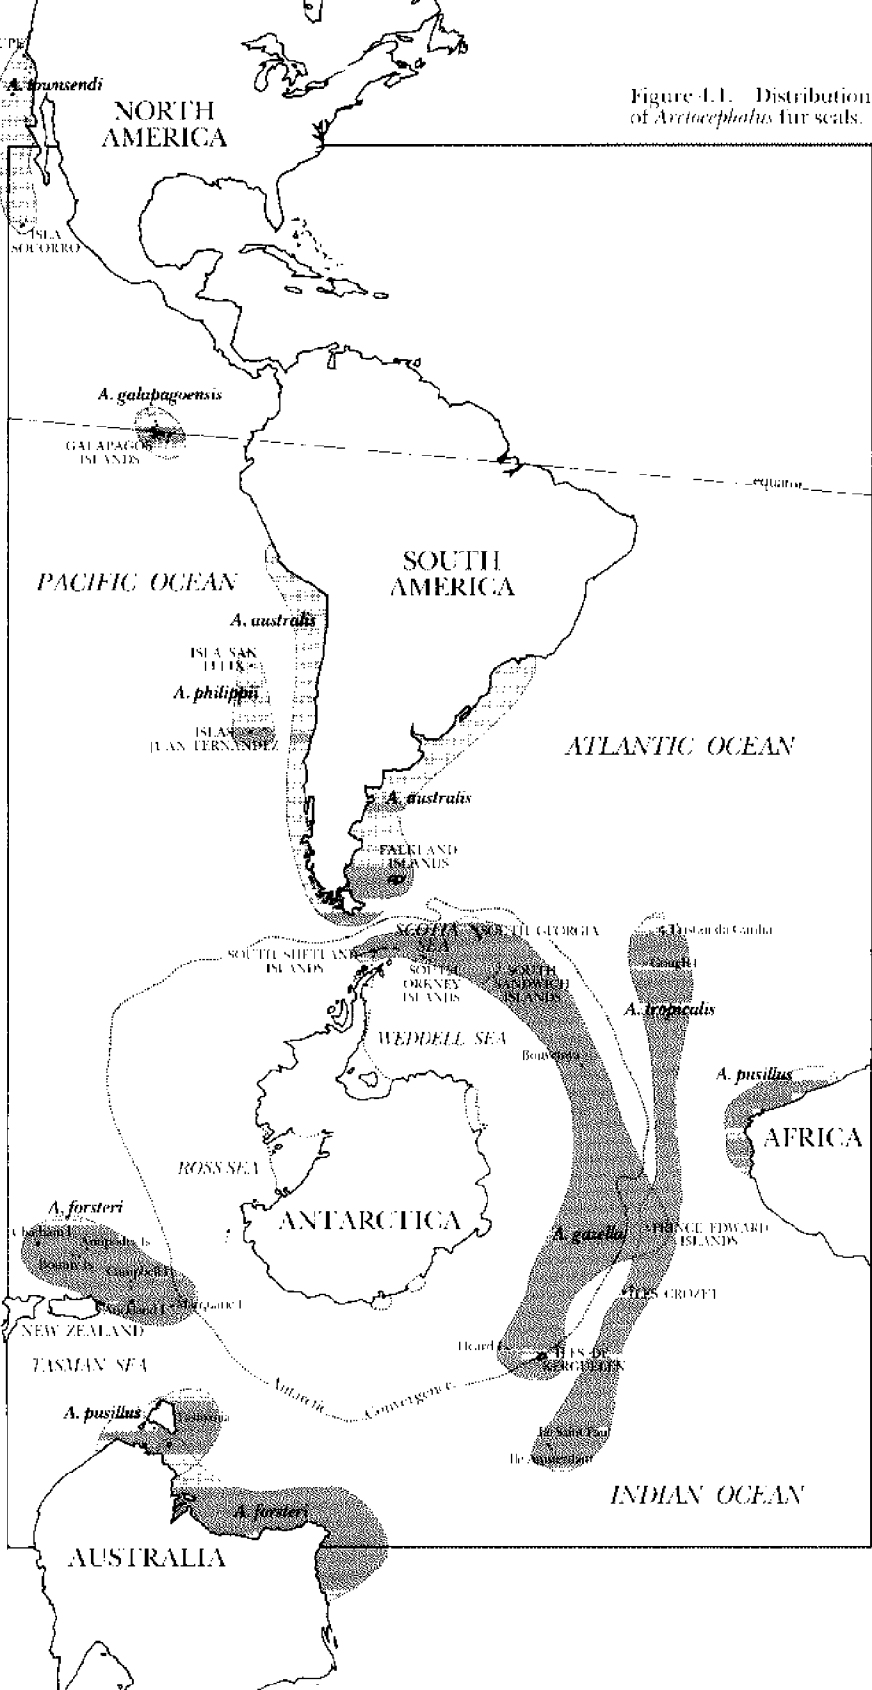 Figure 4.1. Distribution
of Arctocephalus fur seals.
A. townsendi
NORTH
AMERICA
ISLA
SOCORRO
A. galapagoensis
GALAPAGOS
ISLANDS
equator
PACIFIC OCEAN
SOUTH
AMERICA
A. australis
ISLA SAN
FELIX
A. philippii
ISLAS
JUAN FERNANDEZ
ATLANTIC OCEAN
A. australis
FALKLAND
ISLANDS
SCOTIA
SEA
SOUTH GEORGIA
Tristan da Cunha
SOUTH SHETLAND
ISLANDS
SOUTH
ORKNEY
ISLANDS
SOUTH
SANDWICH
ISLANDS
Gough I
A. tropicalis
WEDDELL SEA
Bouvetoya
A. pusillus
AFRICA
ROSS SEA
ANTARCTICA
A. forsteri
Chatham I
Antipodes Is
Bounty Is
Campbell I
Auckland I
Macquarie I
NEW ZEALAND
A. gazella
PRINCE EDWARD
ISLANDS
ILES CROZET
Heard I
ILES DE
KERGUELEN
TASMAN SEA
Antarctic Convergence
A. pusillus
Tasmania
Ile Saint Paul
Ile Amsterdam
INDIAN OCEAN
A. forsteri
AUSTRALIA